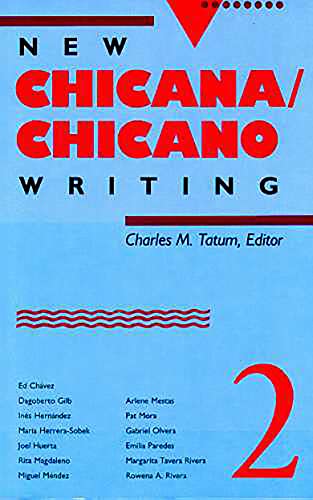 NEW
CHICANA/
CHICANO
WRITING
Charles M. Tatum, Editor
Ed Chávez
Dagoberto Gilb
Inés Hernández
María Herrera-Sobek
Joel Huerta
Rita Magdaleno
Miguel Méndez
Arlene Mestas
Pat Mora
Gabriel Olvera
Emilia Paredes
Margarita Tavera Rivera
Rowena A. Rivera
2